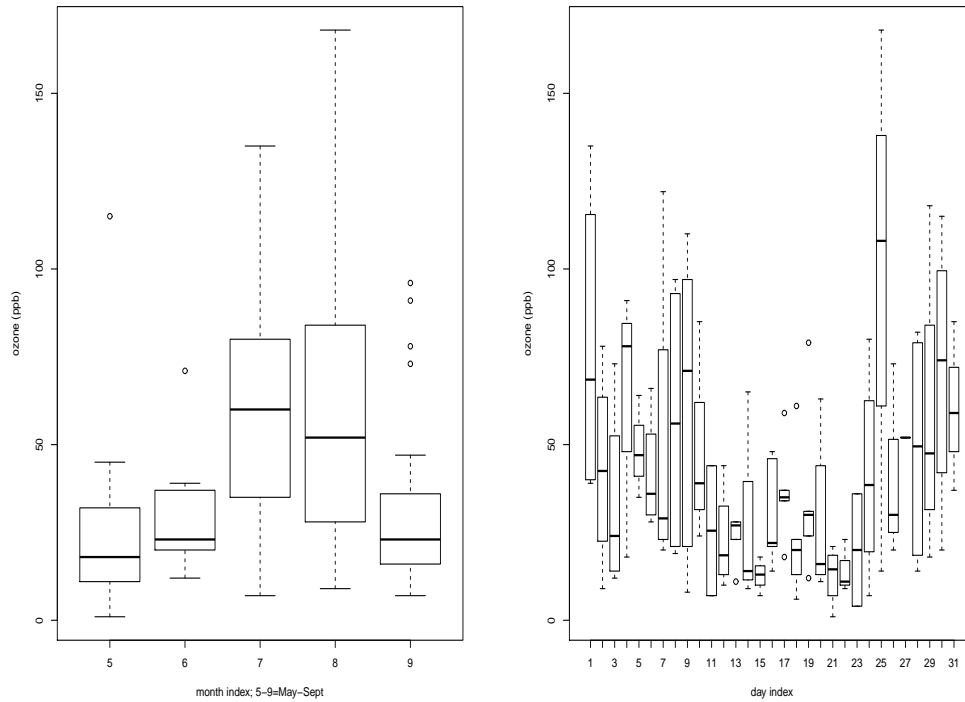 150
100
50
0
ozone (ppb)
5 6 7 8 9
month index; 5−9=May−Sept
150
100
50
0
ozone (ppb)
1 3 5 7 9 11 13 15 17 19 21 23 25 27 29 31
day index